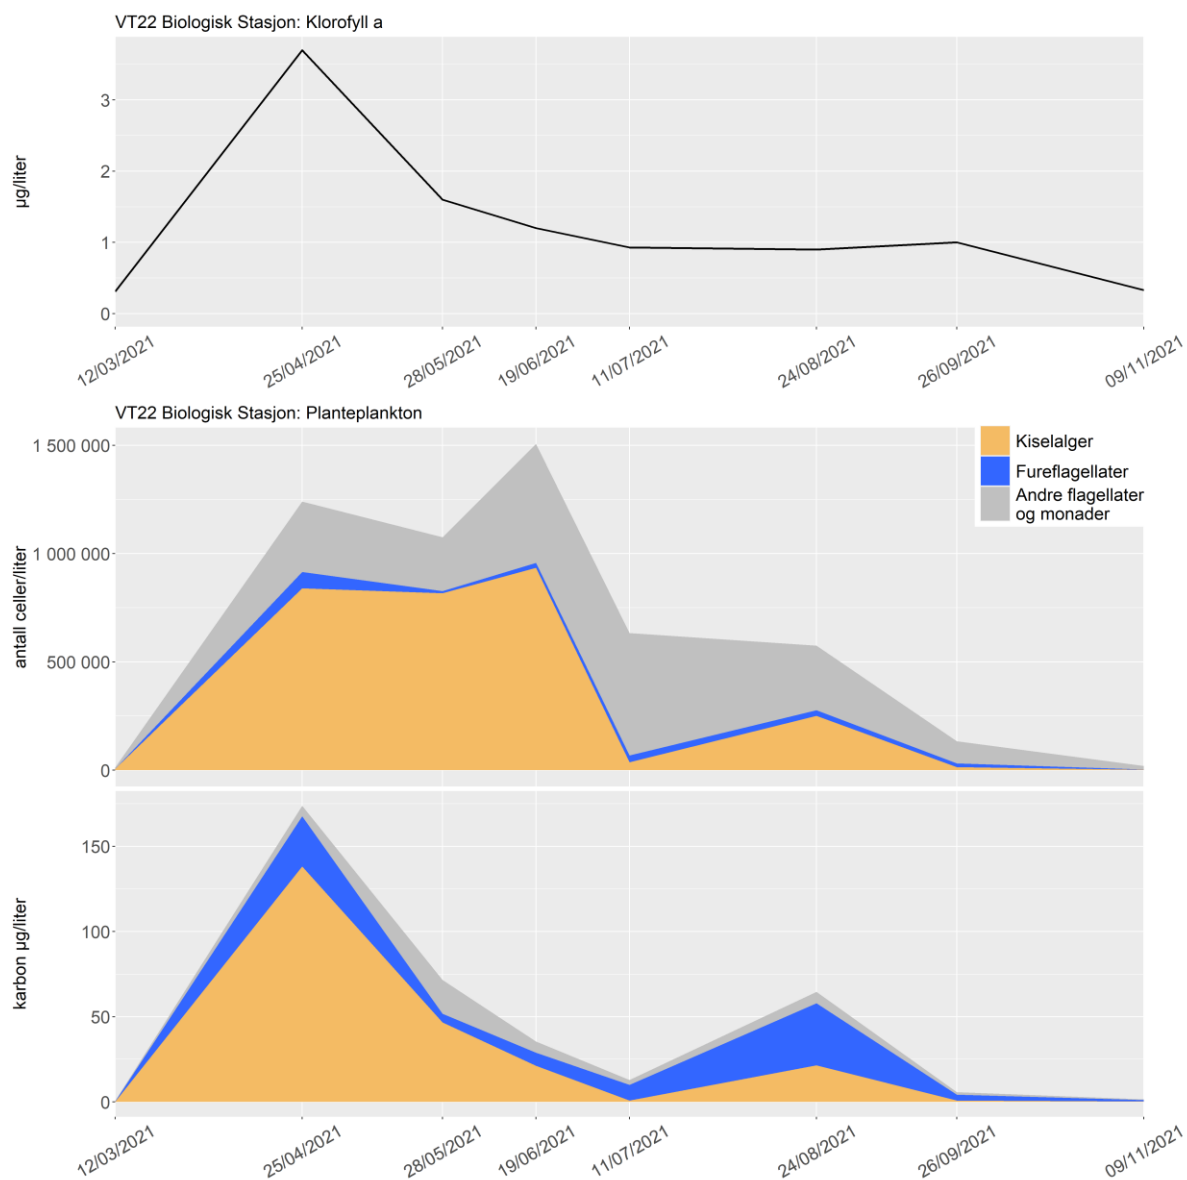 VT22 Biologisk Stasjon: Klorofyll a
µg/liter
3
2
1
0
12/03/2021
25/04/2021
28/05/2021
19/06/2021
11/07/2021
24/08/2021
26/09/2021
09/11/2021
VT22 Biologisk Stasjon: Planteplankton
Kiselalger
Fureflagellater
Andre flagellater
og monader
antall celler/liter
1 500 000
1 000 000
500 000
0
karbon µg/liter
150
100
50
0
12/03/2021
25/04/2021
28/05/2021
19/06/2021
11/07/2021
24/08/2021
26/09/2021
09/11/2021